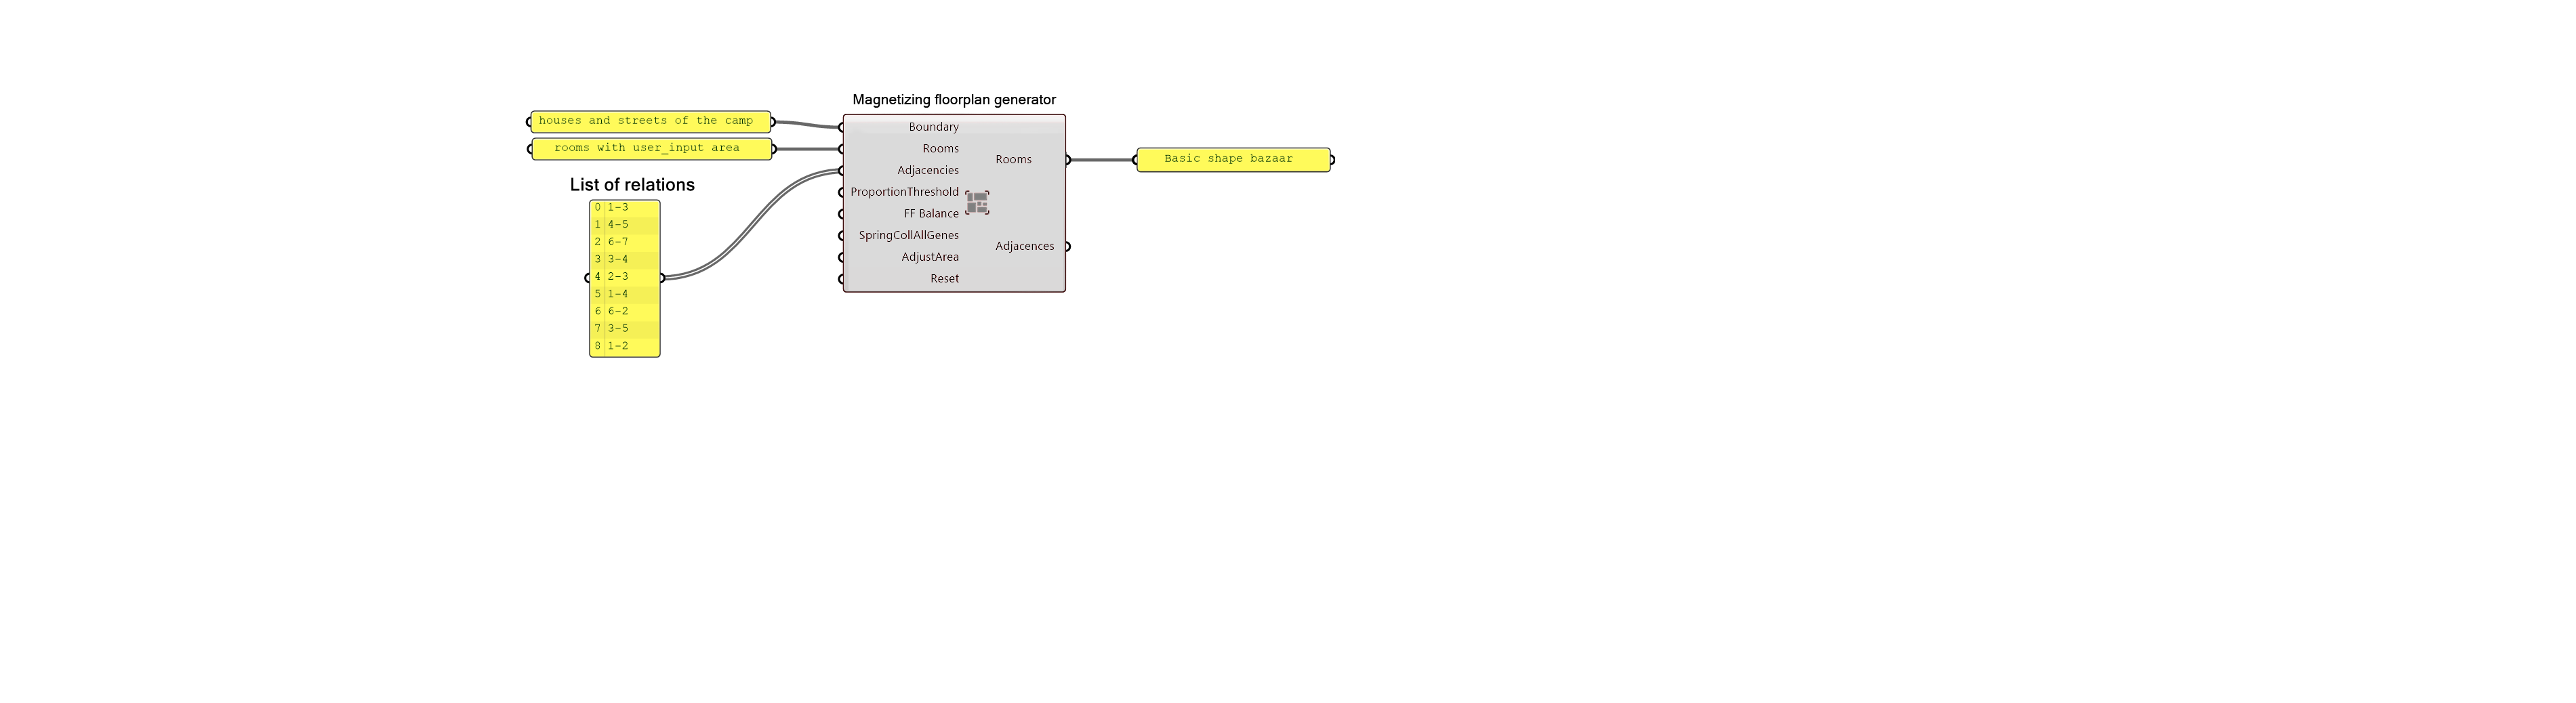 Magnetizing floorplan generator
houses and streets of the camp
rooms with user_input area
List of relations
0 1-3
1 4-5
2 6-7
3 3-4
4 2-3
5 1-4
6 6-2
7 3-5
8 1-2
Boundary
Rooms
Adjacencies
ProportionThreshold
FF Balance
SpringCollAllGenes
AdjustArea
Reset
Rooms
Adjacences
Basic shape bazaar